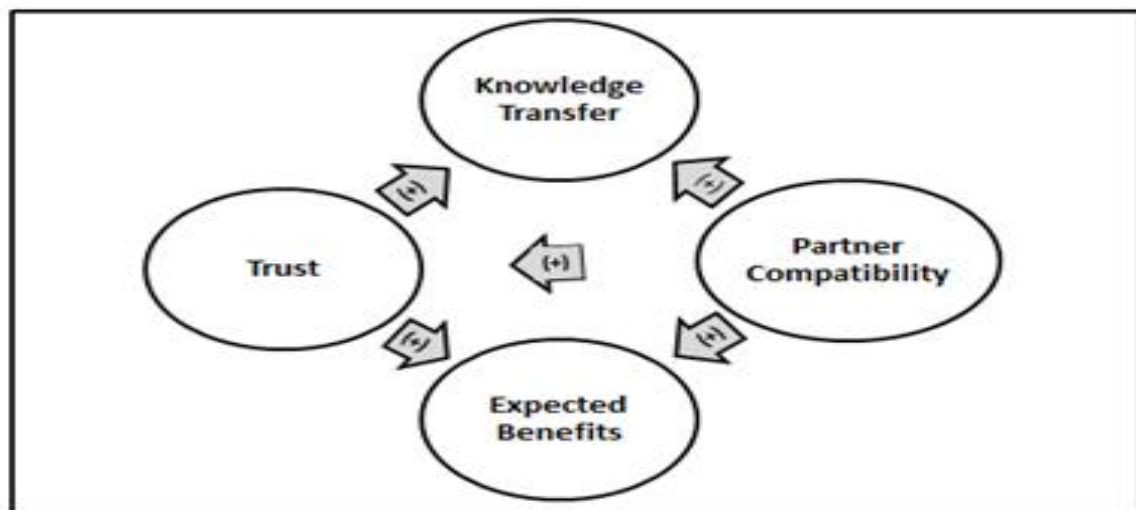 Knowledge
Transfer
(+)
(+)
Trust
(+)
Partner
Compatibility
(+)
(+)
Expected
Benefits